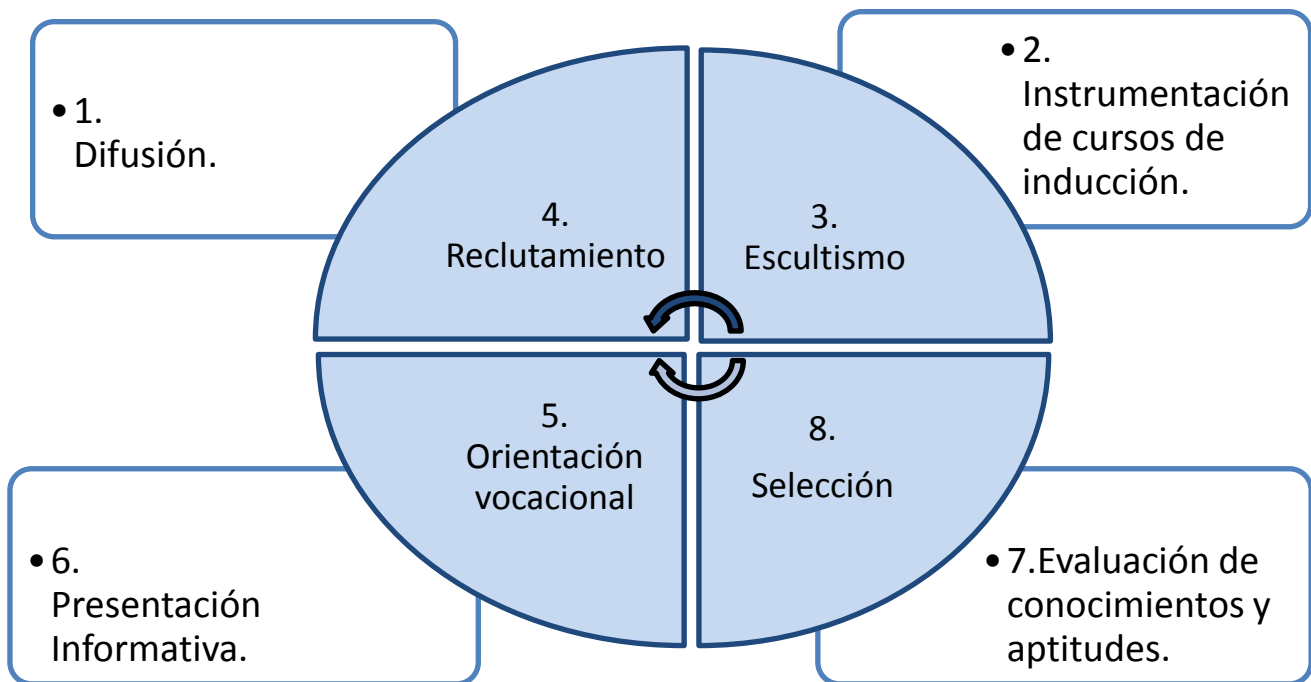 • 1.
Difusión.
• 2.
Instrumentación
de cursos de
inducción.
4.
Reclutamiento
3.
Escultismo
5.
Orientación
vocacional
8.
Selección
• 6.
Presentación
Informativa.
• 7.Evaluación de
conocimientos y
aptitudes.